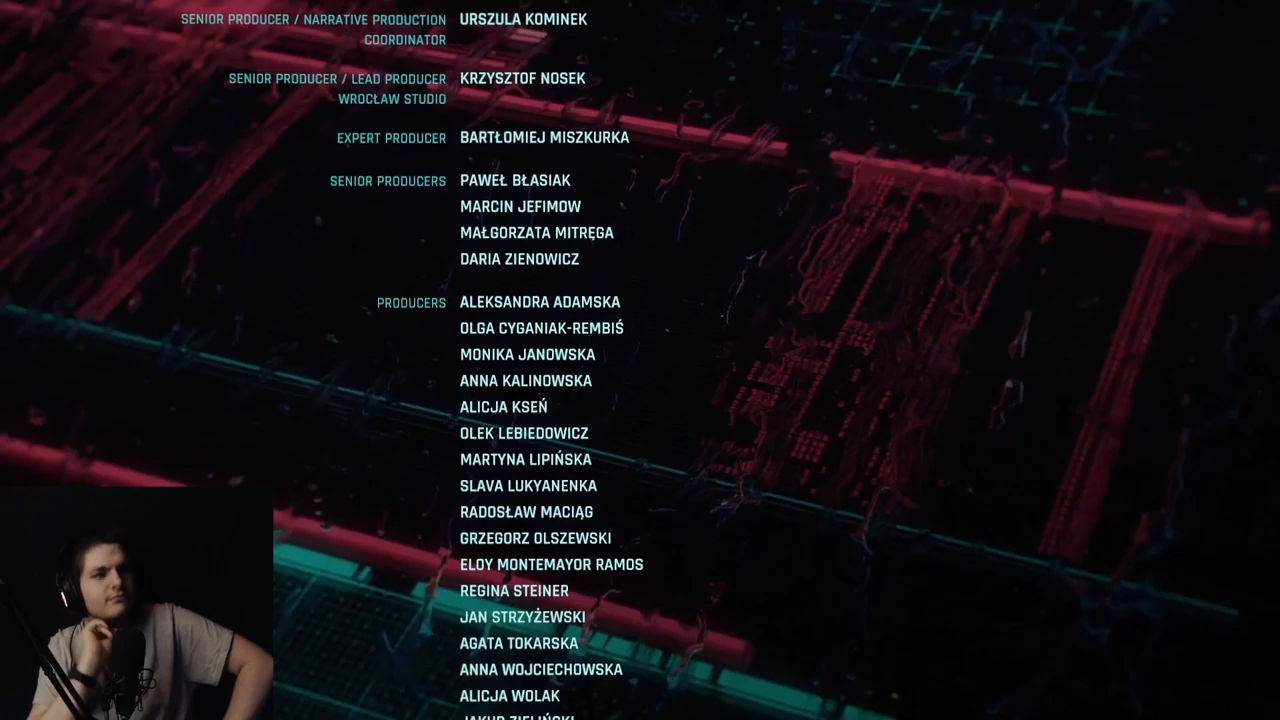 SENIOR PRODUCER / NARRATIVE PRODUCTION COORDINATOR URSZULA KOMINEK
SENIOR PRODUCER / LEAD PRODUCER WROCŁAW STUDIO KRZYSZTOF NOSEK
EXPERT PRODUCER BARTŁOMIEJ MISZKURKA
SENIOR PRODUCERS PAWEŁ BŁASIAK
MARCIN JEFIMOW
MAŁGORZATA MITRĘGA
DARIA ZIENOWICZ
PRODUCERS ALEKSANDRA ADAMSKA
OLGA CYGANIAK-REMBIŚ
MONIKA JANOWSKA
ANNA KALINOWSKA
ALICJA KSEŃ
OLEK LEBIEDOWICZ
MARTYNA LIPIŃSKA
SLAVA LUKYANENKA
RADOSŁAW MACIĄG
GRZEGORZ OLSZEWSKI
ELOY MONTEMAYOR RAMOS
REGINA STEINER
JAN STRZYŻEWSKI
AGATA TOKARSKA
ANNA WOJCIECHOWSKA
ALICJA WOLAK
JAKUB ZIELIŃSKI